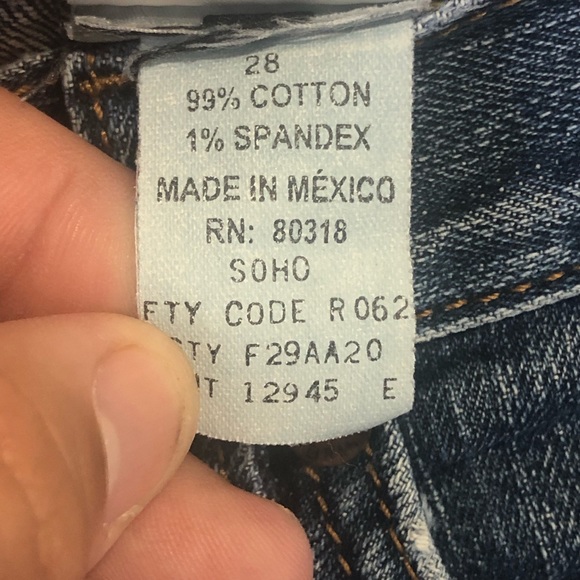 28
99% COTTON
1% SPANDEX
MADE IN MÉXICO
RN: 80318
SOHO
FTY CODE R062
F29AA20
12945 E